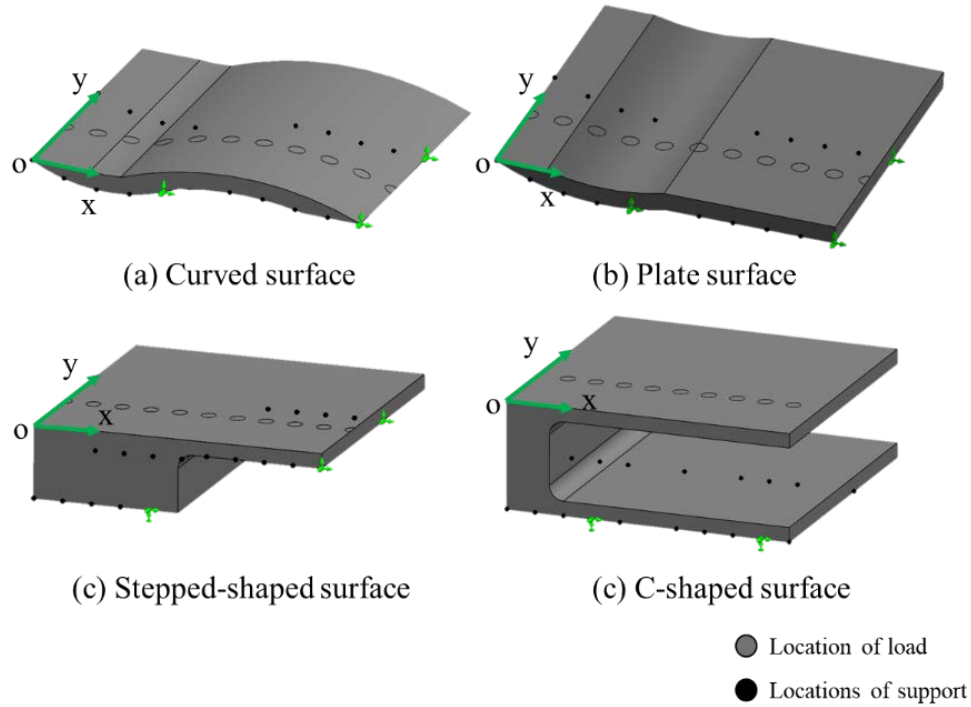 y
o
x
(a) Curved surface
y
o
x
(b) Plate surface
y
o
x
(c) Stepped-shaped surface
y
o
x
(c) C-shaped surface
Location of load
Locations of support